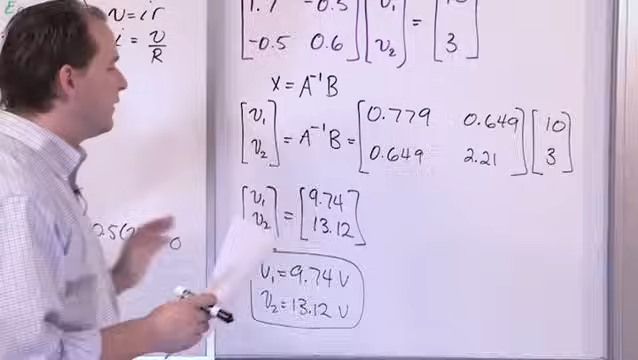 v=ir
i = v/R
[1.7 -0.5; -0.5 0.6] [v₁; v₂] = [10; 3]
x = A⁻¹B
[v₁; v₂] = A⁻¹B = [0.779 0.649; 0.649 2.21] [10; 3]
[v₁; v₂] = [9.74; 13.12]
v₁ = 9.74 V
v₂ = 13.12 V